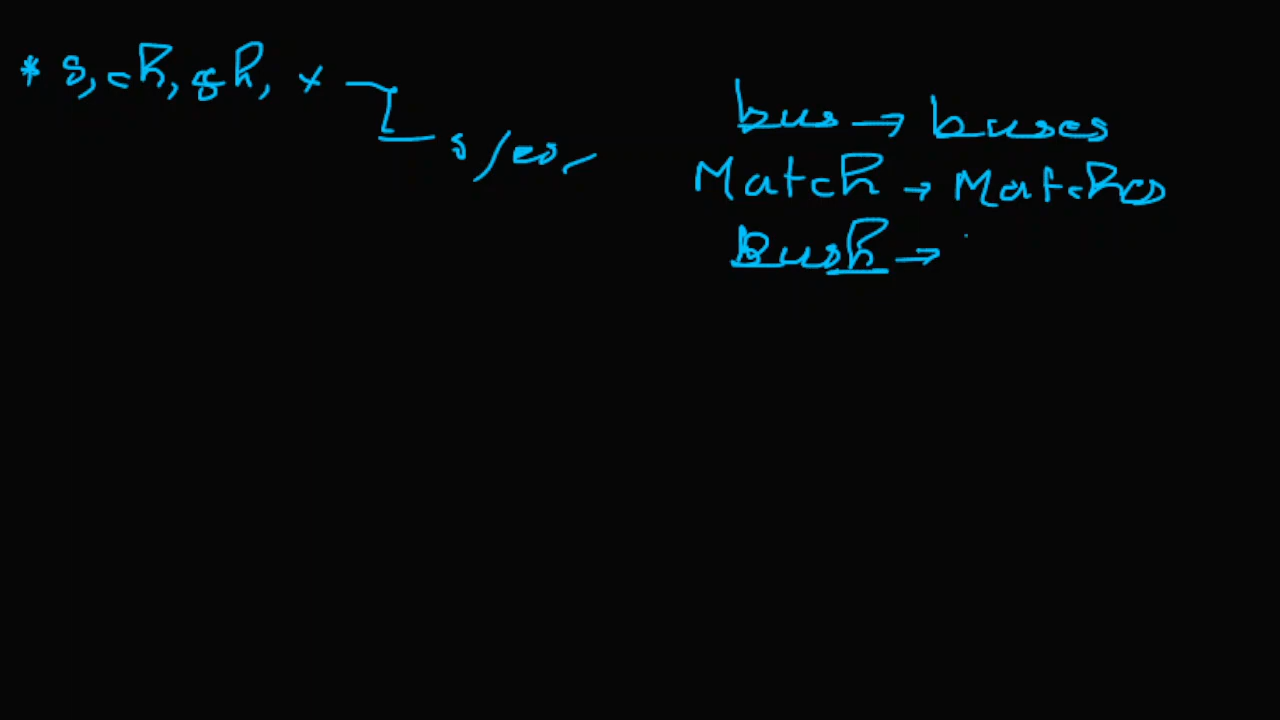 * s, ch, sh, x
s/es,
bus → buses
Match → Matches
bush →